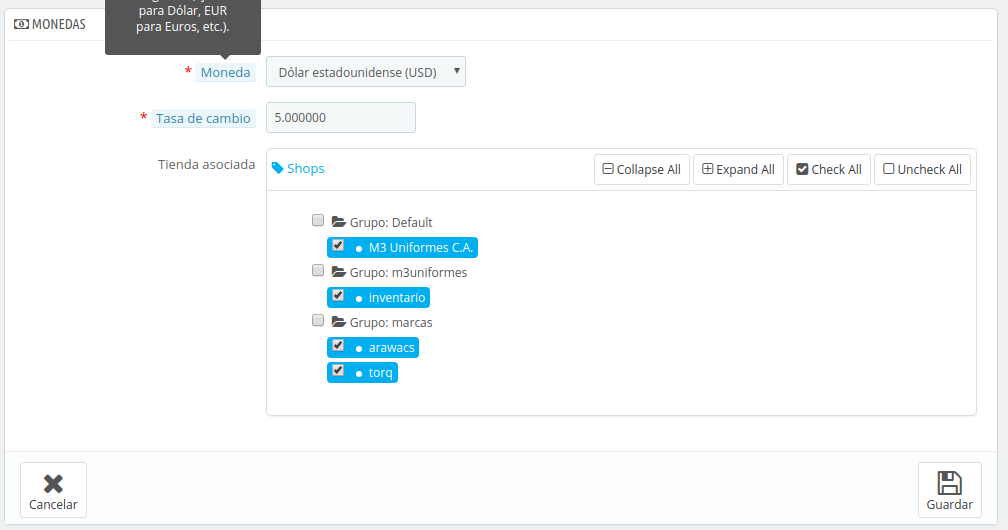 para Dólar, EUR
para Euros, etc.).
MONEDAS
* Moneda
Dólar estadounidense (USD)
* Tasa de cambio
5.000000
Tienda asociada
Shops
Collapse All
Expand All
Check All
Uncheck All
Grupo: Default
M3 Uniformes C.A.
Grupo: m3uniformes
inventario
Grupo: marcas
arawacs
torq
Cancelar
Guardar